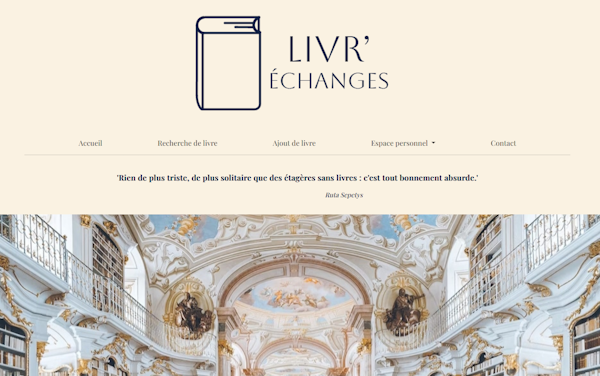 LIVR'
ÉCHANGES
Accueil Recherche de livre Ajout de livre Espace personnel Contact
'Rien de plus triste, de plus solitaire que des étagères sans livres : c'est tout bonnement absurde.'
Ruta Sepetys